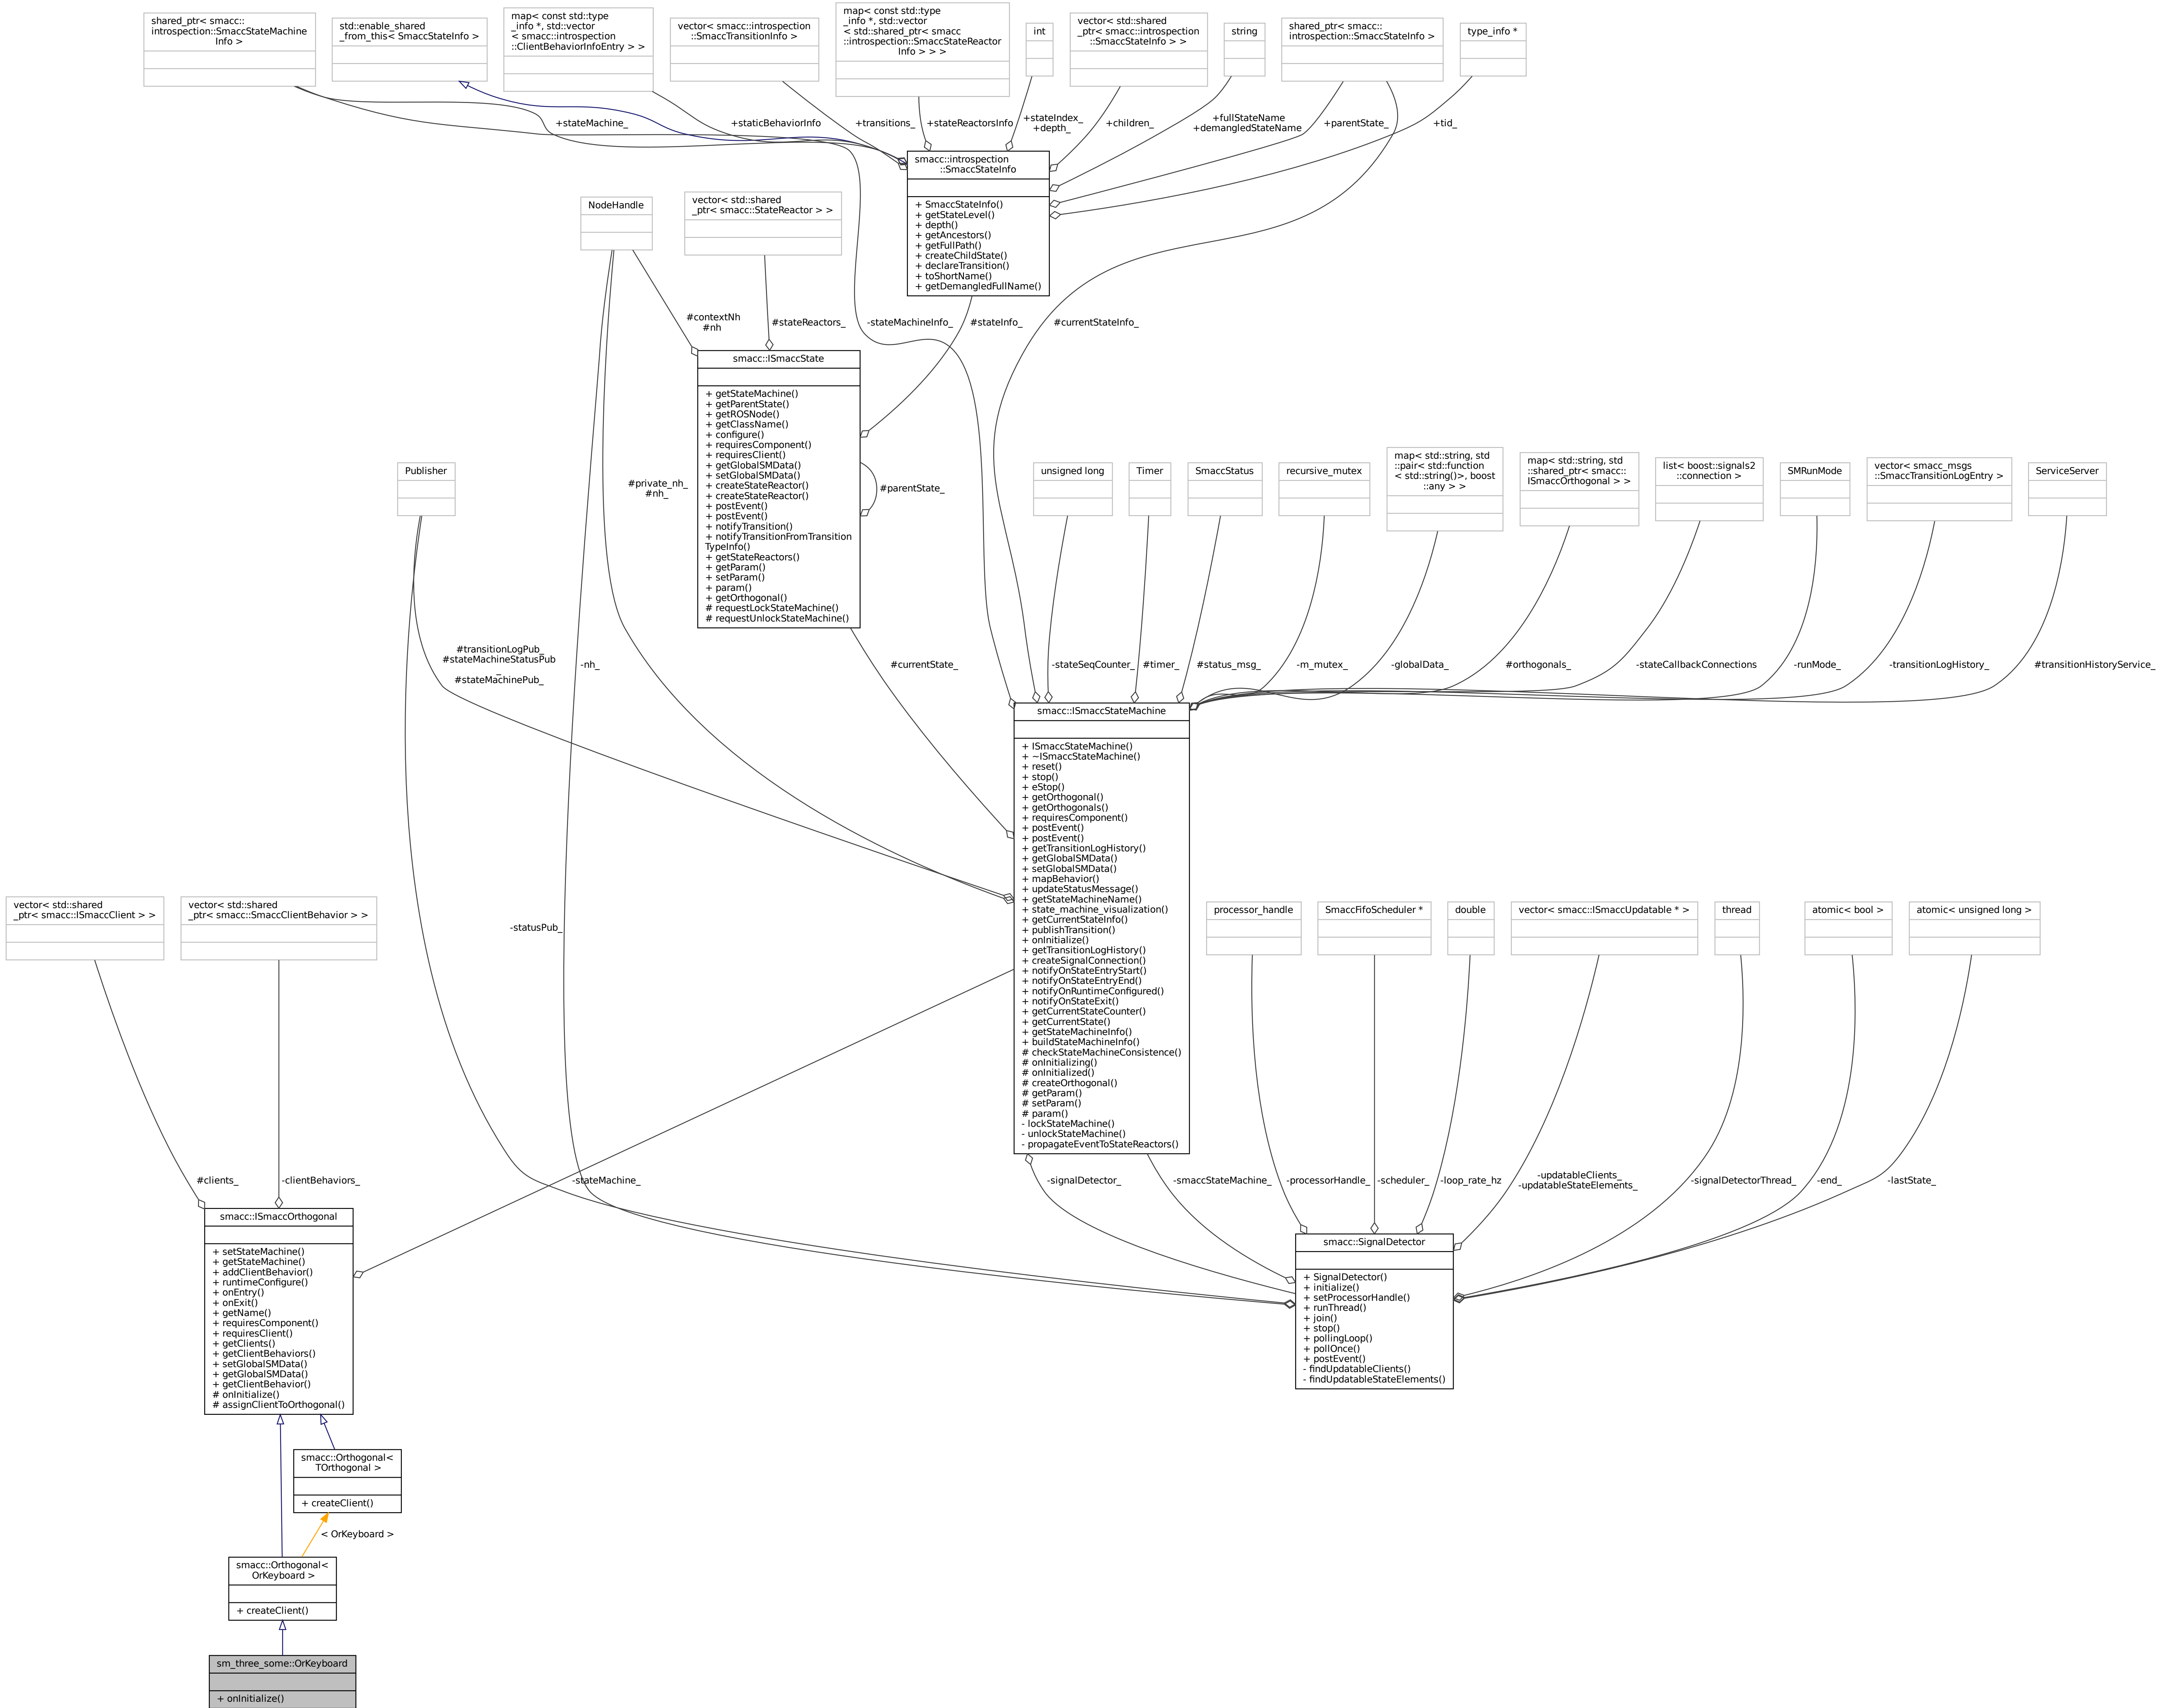 shared_ptr< smacc::
introspection::SmaccStateMachine
Info >
std::enable_shared
_from_this< SmaccStateInfo >
map< const std::type
_info *, std::vector
< smacc::introspection
::ClientBehaviorInfoEntry > >
vector< smacc::introspection
::SmaccTransitionInfo >
map< const std::type
_info *, std::vector
< std::shared_ptr< smacc
::introspection::SmaccStateReactor
Info > > >
int
vector< std::shared
_ptr< smacc::introspection
::SmaccStateInfo > >
string
shared_ptr< smacc::
introspection::SmaccStateInfo >
type_info *
+stateMachine_
+staticBehaviorInfo
+transitions_
+stateReactorsInfo
+stateIndex_
+depth_
+children_
+fullStateName
+demangledStateName
+parentState_
+tid_
smacc::introspection
::SmaccStateInfo
+ SmaccStateInfo()
+ getStateLevel()
+ depth()
+ getAncestors()
+ getFullPath()
+ createChildState()
+ declareTransition()
+ toShortName()
+ getDemangledFullName()
NodeHandle
vector< std::shared
_ptr< smacc::StateReactor > >
#contextNh
#nh
#stateReactors_
-stateMachineInfo_
#stateInfo_
#currentStateInfo_
smacc::ISmaccState
+ getStateMachine()
+ getParentState()
+ getROSNode()
+ getClassName()
+ configure()
+ requiresComponent()
+ requiresClient()
+ getGlobalSMData()
+ setGlobalSMData()
+ createStateReactor()
+ createStateReactor()
+ postEvent()
+ postEvent()
+ notifyTransition()
+ notifyTransitionFromTransition
TypeInfo()
+ getStateReactors()
+ getParam()
+ setParam()
+ param()
+ getOrthogonal()
# requestLockStateMachine()
# requestUnlockStateMachine()
#parentState_
Publisher
#private_nh_
#nh_
unsigned long
Timer
SmaccStatus
recursive_mutex
map< std::string, std
::pair< std::function
< std::string()>, boost
::any > >
map< std::string, std
::shared_ptr< smacc::
ISmaccOrthogonal > >
list< boost::signals2
::connection >
SMRunMode
vector< smacc_msgs
::SmaccTransitionLogEntry >
ServiceServer
#transitionLogPub_
#stateMachineStatusPub
_
#stateMachinePub_
-nh_
#currentState_
-stateSeqCounter_
#timer_
#status_msg_
-m_mutex_
-globalData_
#orthogonals_
-stateCallbackConnections
-runMode_
-transitionLogHistory_
#transitionHistoryService_
smacc::ISmaccStateMachine
+ ISmaccStateMachine()
+ ~ISmaccStateMachine()
+ reset()
+ stop()
+ eStop()
+ getOrthogonal()
+ getOrthogonals()
+ requiresComponent()
+ postEvent()
+ postEvent()
+ getTransitionLogHistory()
+ getGlobalSMData()
+ setGlobalSMData()
+ mapBehavior()
+ updateStatusMessage()
+ getStateMachineName()
+ state_machine_visualization()
+ getCurrentStateInfo()
+ publishTransition()
+ onInitialize()
+ getTransitionLogHistory()
+ createSignalConnection()
+ notifyOnStateEntryStart()
+ notifyOnStateEntryEnd()
+ notifyOnRuntimeConfigured()
+ notifyOnStateExit()
+ getCurrentStateCounter()
+ getCurrentState()
+ getStateMachineInfo()
+ buildStateMachineInfo()
# checkStateMachineConsistence()
# onInitializing()
# onInitialized()
# createOrthogonal()
# getParam()
# setParam()
# param()
- lockStateMachine()
- unlockStateMachine()
- propagateEventToStateReactors()
vector< std::shared
_ptr< smacc::ISmaccClient > >
vector< std::shared
_ptr< smacc::SmaccClientBehavior > >
-statusPub_
processor_handle
SmaccFifoScheduler *
double
vector< smacc::ISmaccUpdatable * >
thread
atomic< bool >
atomic< unsigned long >
#clients_
-clientBehaviors_
-stateMachine_
-signalDetector_
-smaccStateMachine_
-processorHandle_
-scheduler_
-loop_rate_hz
-updatableClients_
-updatableStateElements_
-signalDetectorThread_
-end_
-lastState_
smacc::ISmaccOrthogonal
+ setStateMachine()
+ getStateMachine()
+ addClientBehavior()
+ runtimeConfigure()
+ onEntry()
+ onExit()
+ getName()
+ requiresComponent()
+ requiresClient()
+ getClients()
+ getClientBehaviors()
+ setGlobalSMData()
+ getGlobalSMData()
+ getClientBehavior()
# onInitialize()
# assignClientToOrthogonal()
smacc::SignalDetector
+ SignalDetector()
+ initialize()
+ setProcessorHandle()
+ runThread()
+ join()
+ stop()
+ pollingLoop()
+ pollOnce()
+ postEvent()
- findUpdatableClients()
- findUpdatableStateElements()
smacc::Orthogonal<
TOrthogonal >
+ createClient()
< OrKeyboard >
smacc::Orthogonal<
OrKeyboard >
+ createClient()
sm_three_some::OrKeyboard
+ onInitialize()